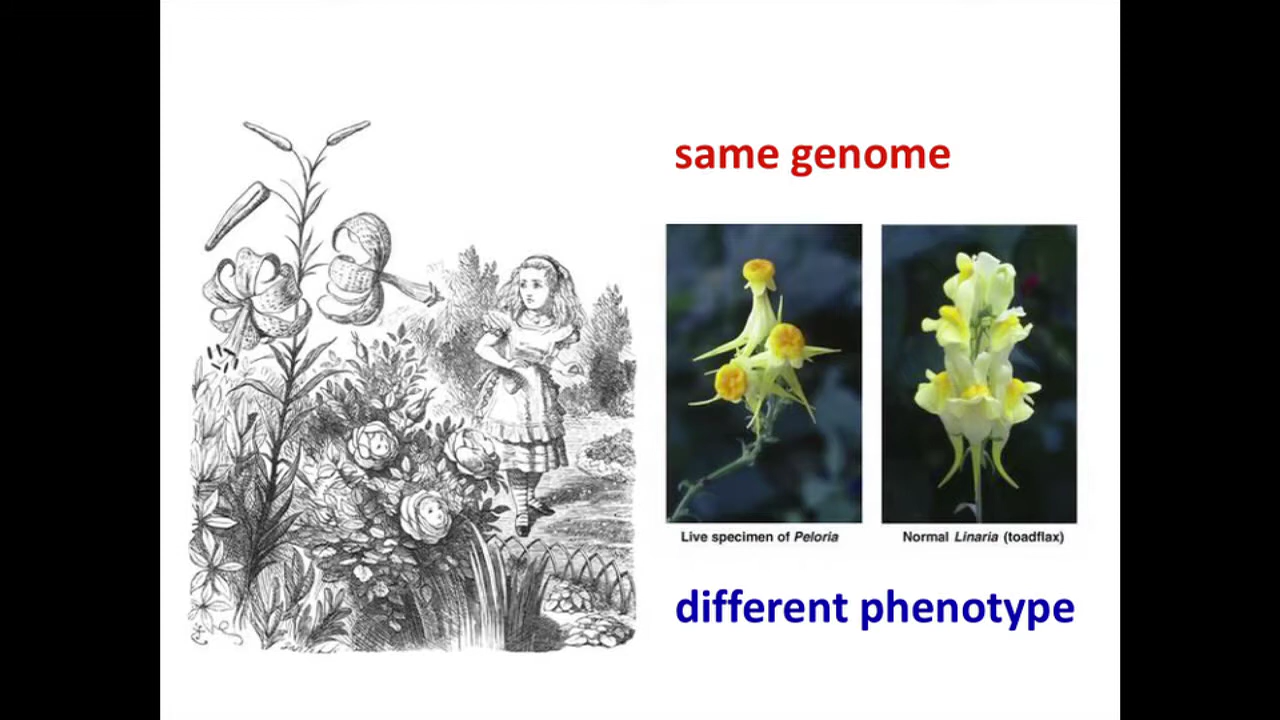 same genome
Live specimen of Peloria
Normal Linaria (toadflax)
different phenotype